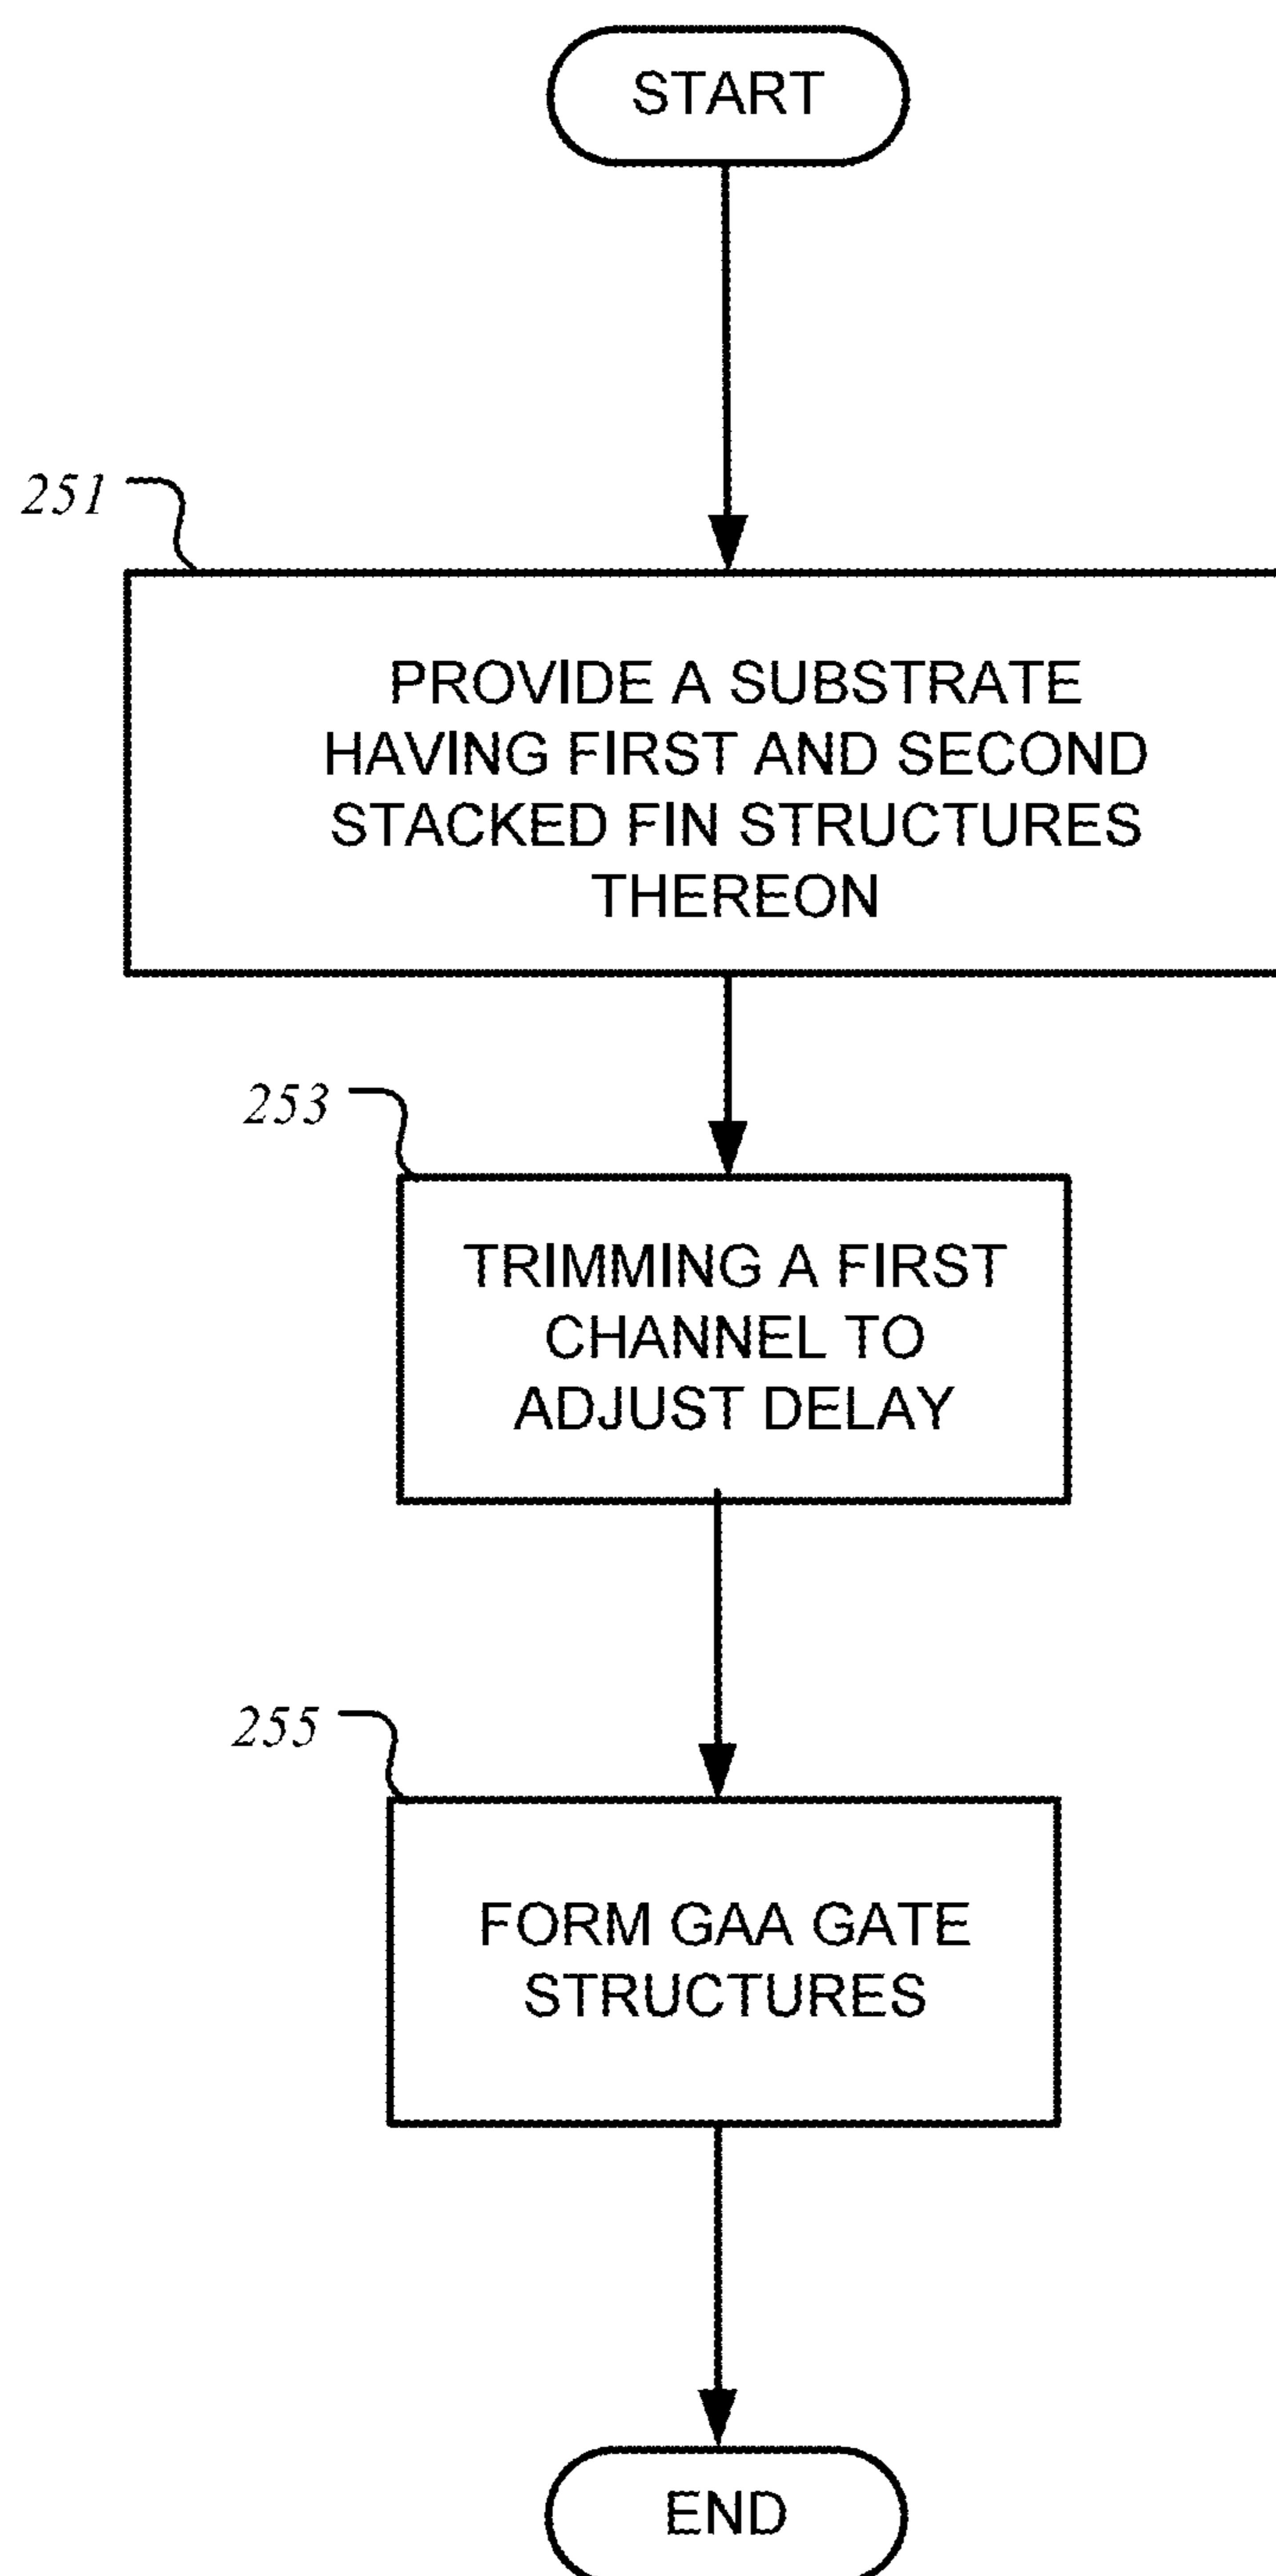 START
251
PROVIDE A SUBSTRATE
HAVING FIRST AND SECOND
STACKED FIN STRUCTURES
THEREON
253
TRIMMING A FIRST
CHANNEL TO
ADJUST DELAY
255
FORM GAA GATE
STRUCTURES
END